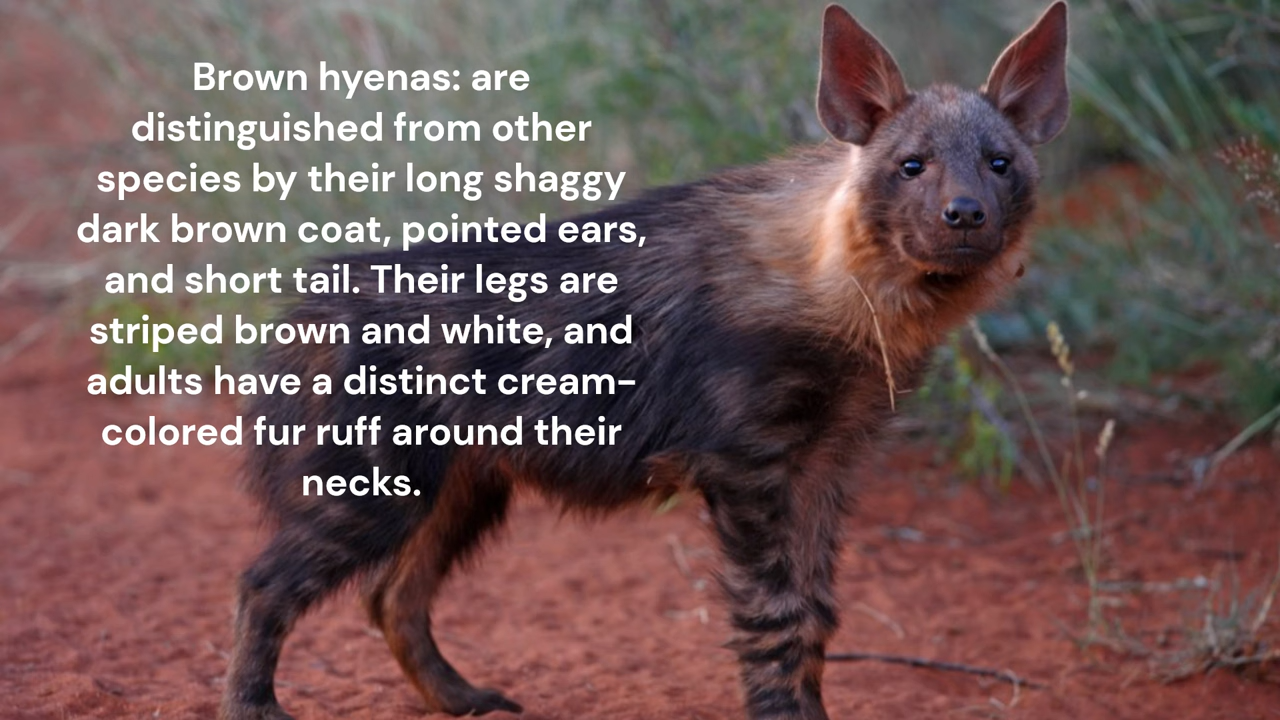 Brown hyenas: are
distinguished from other
species by their long shaggy
dark brown coat, pointed ears,
and short tail. Their legs are
striped brown and white, and
adults have a distinct cream-
colored fur ruff around their
necks.